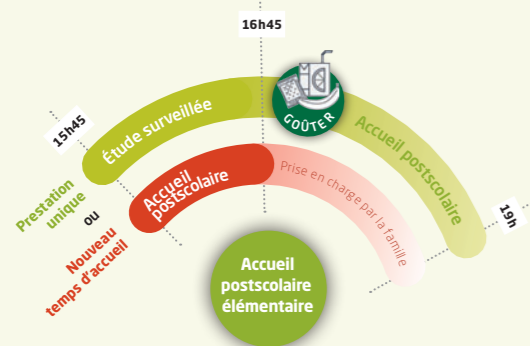 16h45
15h45
Étude surveillée
GOÛTER
Accueil postscolaire
Prestation
unique
ou
Nouveau
temps d'accueil
Accueil
postscolaire
Prise en charge par la famille
19h
Accueil
postscolaire
élémentaire